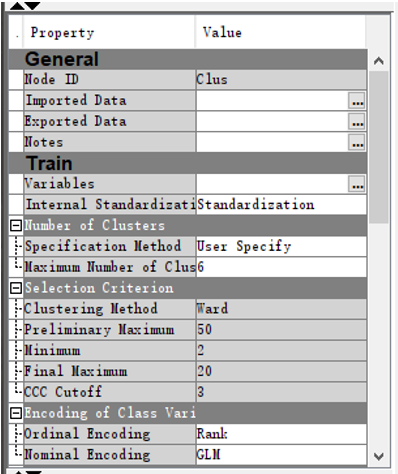 . Property Value
General
Node ID Clus
Imported Data ...
Exported Data ...
Notes ...
Train
Variables ...
Internal Standardizati Standardization
Number of Clusters
Specification Method User Specify
Maximum Number of Clus 6
Selection Criterion
Clustering Method Ward
Preliminary Maximum 50
Minimum 2
Final Maximum 20
CCC Cutoff 3
Encoding of Class Vari
Ordinal Encoding Rank
Nominal Encoding GLM